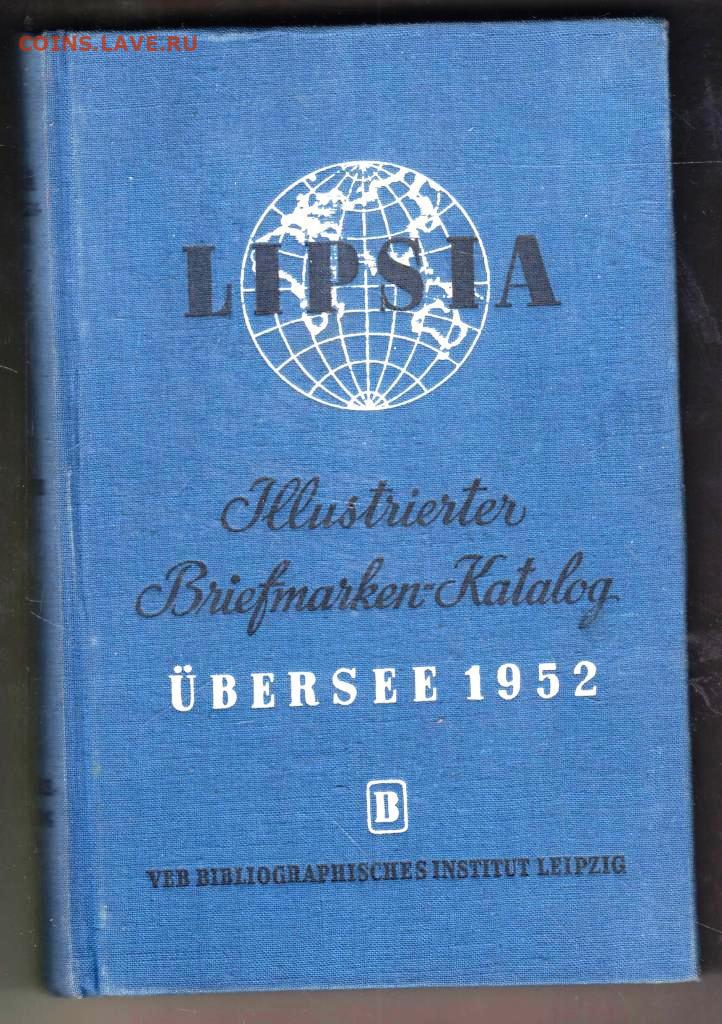 COINS.LAVE.RU
LIPSIA
Illustrierter
Briefmarken-Katalog
ÜBERSEE 1952
B
VEB BIBLIOGRAPHISCHES INSTITUT LEIPZIG